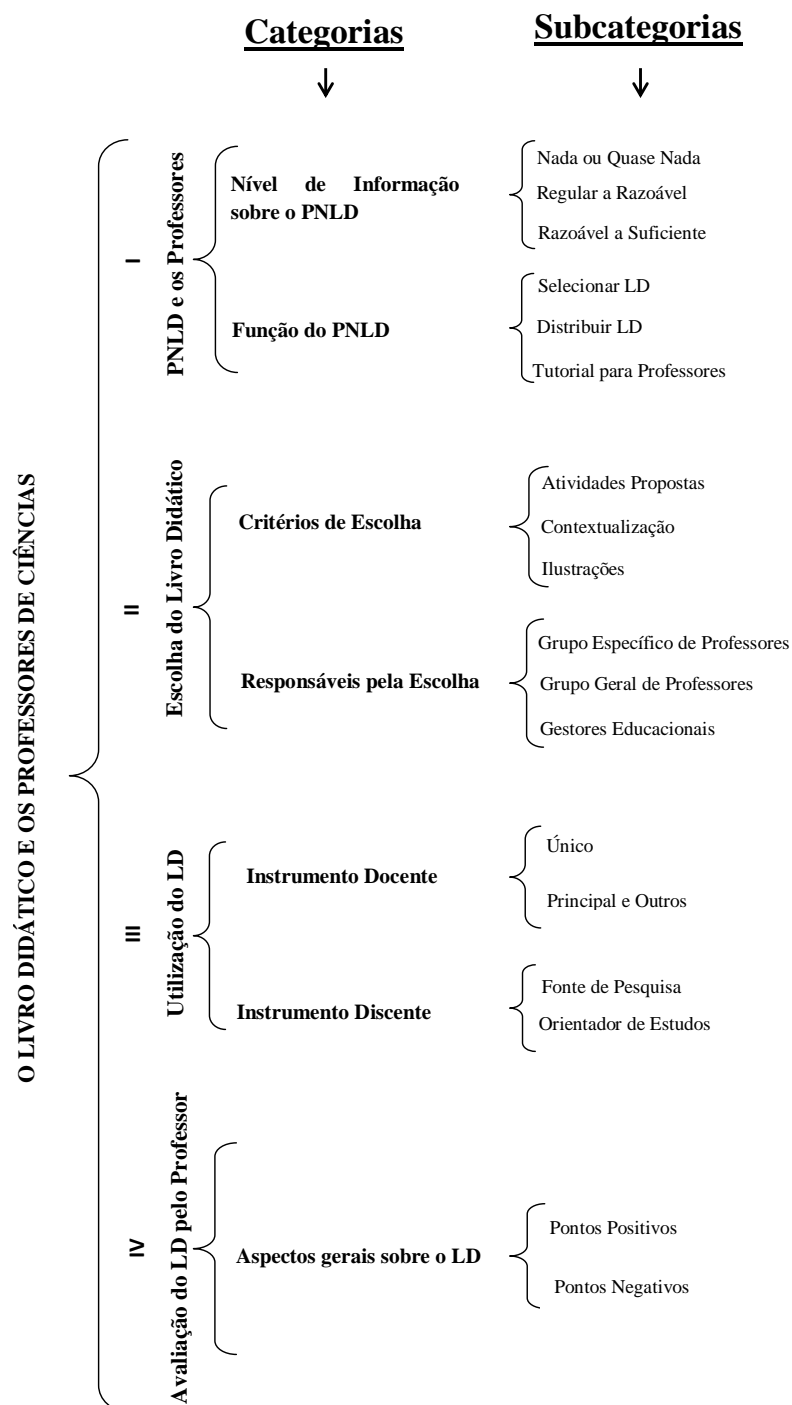 Categorias
Subcategorias
O LIVRO DIDÁTICO E OS PROFESSORES DE CIÊNCIAS
I
PNLD e os Professores
Nível de Informação
sobre o PNLD
Nada ou Quase Nada
Regular a Razoável
Razoável a Suficiente
Função do PNLD
Selecionar LD
Distribuir LD
Tutorial para Professores
II
Escolha do Livro Didático
Critérios de Escolha
Atividades Propostas
Contextualização
Ilustrações
Responsáveis pela Escolha
Grupo Específico de Professores
Grupo Geral de Professores
Gestores Educacionais
III
Utilização do LD
Instrumento Docente
Único
Principal e Outros
Instrumento Discente
Fonte de Pesquisa
Orientador de Estudos
IV
Avaliação do LD pelo Professor
Aspectos gerais sobre o LD
Pontos Positivos
Pontos Negativos